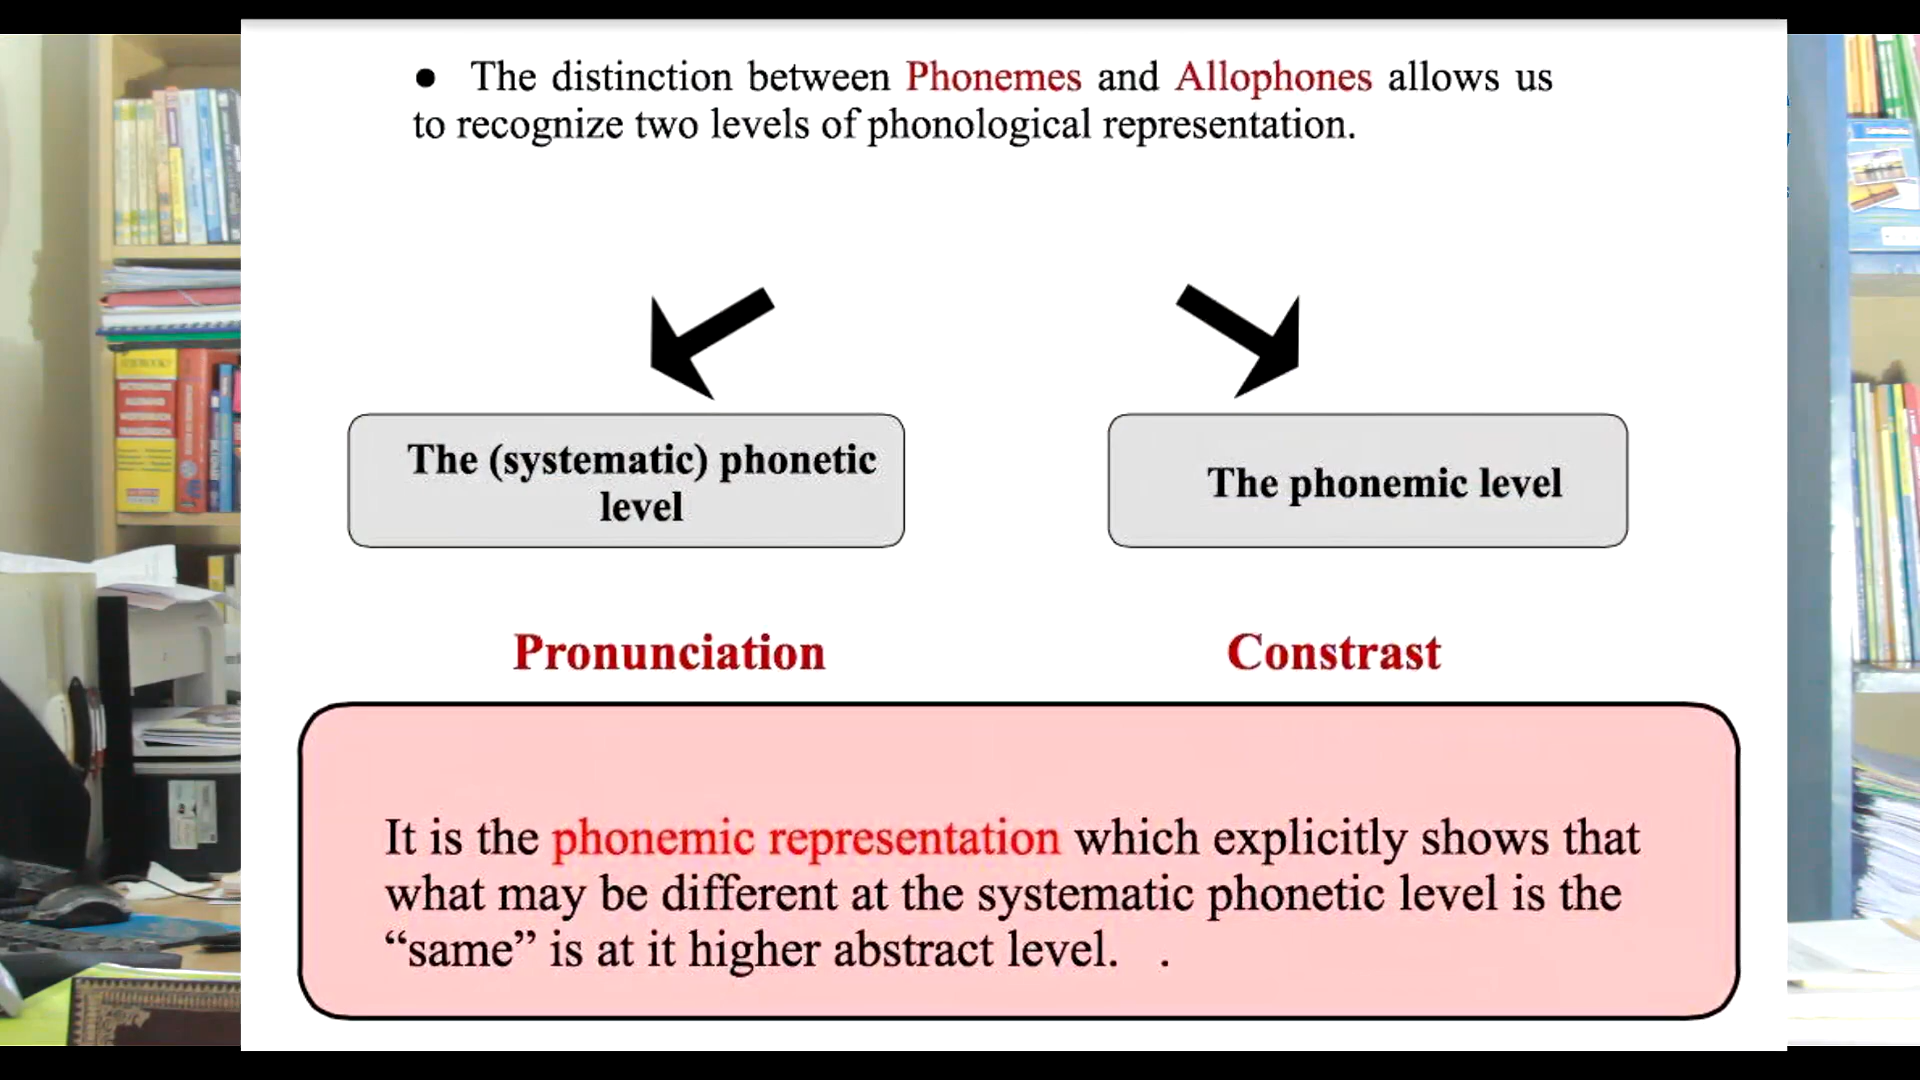 ● The distinction between Phonemes and Allophones allows us
to recognize two levels of phonological representation.
The (systematic) phonetic
level
The phonemic level
Pronunciation
Constrast
It is the phonemic representation which explicitly shows that
what may be different at the systematic phonetic level is the
“same” is at it higher abstract level. .